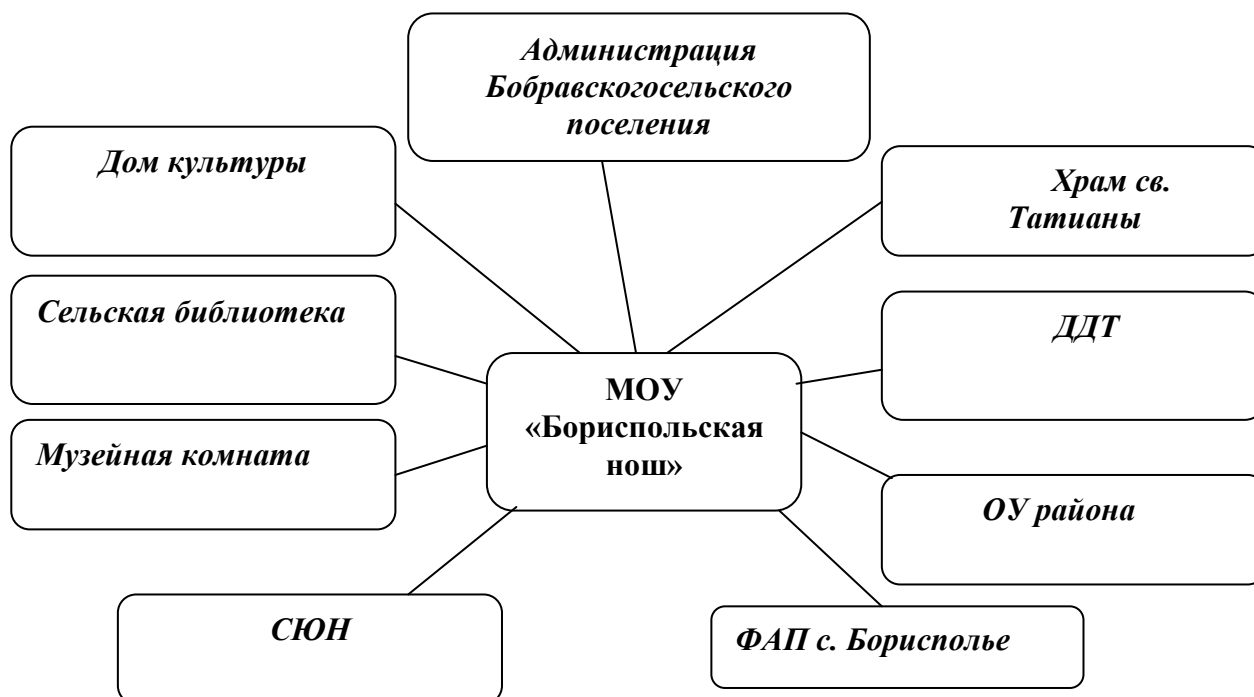 Администрация
Бобравскогосельского
поселения
Дом культуры
Храм св.
Татианы
Сельская библиотека
ДДТ
МОУ
«Бориспольская
нош»
Музейная комната
ОУ района
СЮН
ФАП с. Борисполье